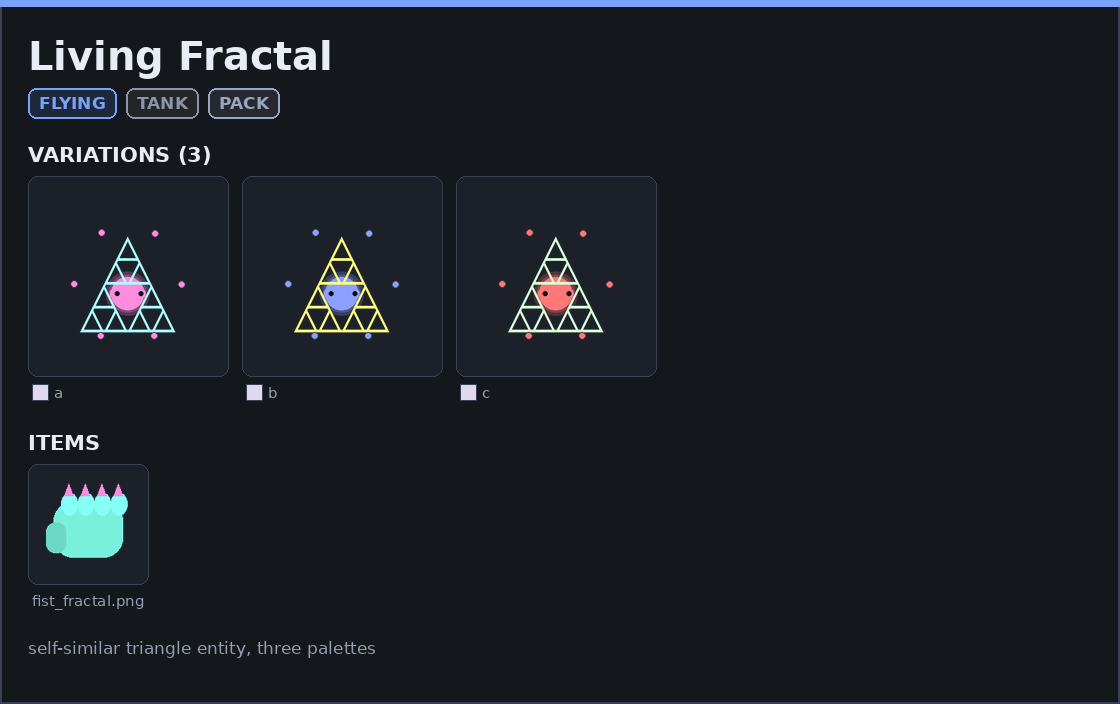 Living Fractal
FLYING TANK PACK
VARIATIONS (3)
a b c
ITEMS
fist_fractal.png
self-similar triangle entity, three palettes